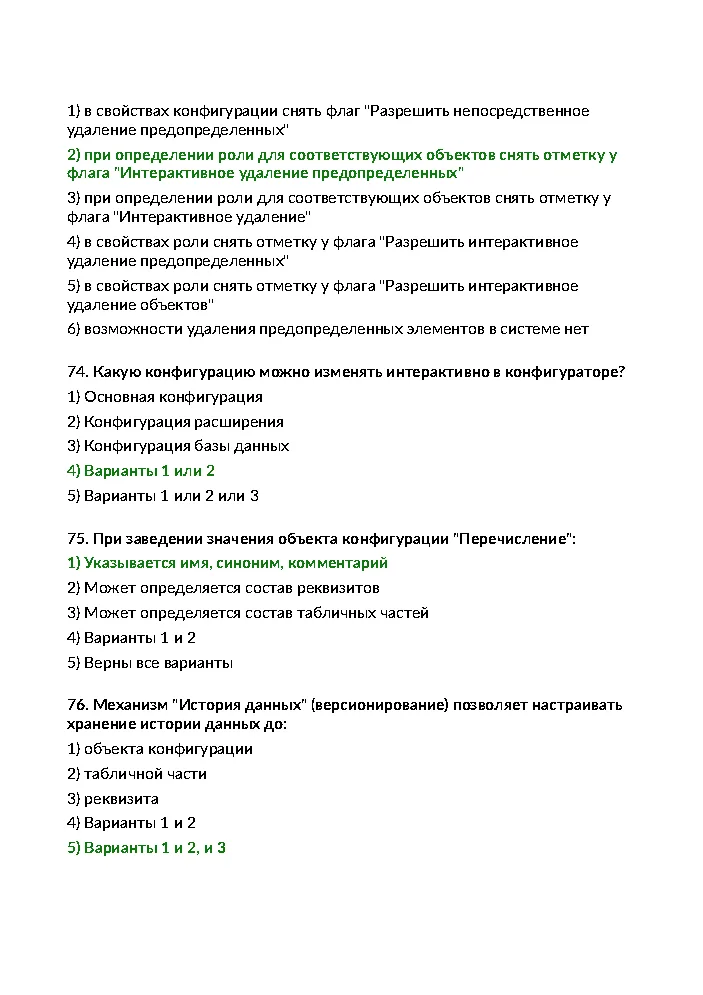 1) в свойствах конфигурации снять флаг "Разрешить непосредственное
удаление предопределенных"
2) при определении роли для соответствующих объектов снять отметку у
флага "Интерактивное удаление предопределенных"
3) при определении роли для соответствующих объектов снять отметку у
флага "Интерактивное удаление"
4) в свойствах роли снять отметку у флага "Разрешить интерактивное
удаление предопределенных"
5) в свойствах роли снять отметку у флага "Разрешить интерактивное
удаление объектов"
6) возможности удаления предопределенных элементов в системе нет
74. Какую конфигурацию можно изменять интерактивно в конфигураторе?
1) Основная конфигурация
2) Конфигурация расширения
3) Конфигурация базы данных
4) Варианты 1 или 2
5) Варианты 1 или 2 или 3
75. При заведении значения объекта конфигурации "Перечисление":
1) Указывается имя, синоним, комментарий
2) Может определяется состав реквизитов
3) Может определяется состав табличных частей
4) Варианты 1 и 2
5) Верны все варианты
76. Механизм "История данных" (версионирование) позволяет настраивать
хранение истории данных до:
1) объекта конфигурации
2) табличной части
3) реквизита
4) Варианты 1 и 2
5) Варианты 1 и 2, и 3